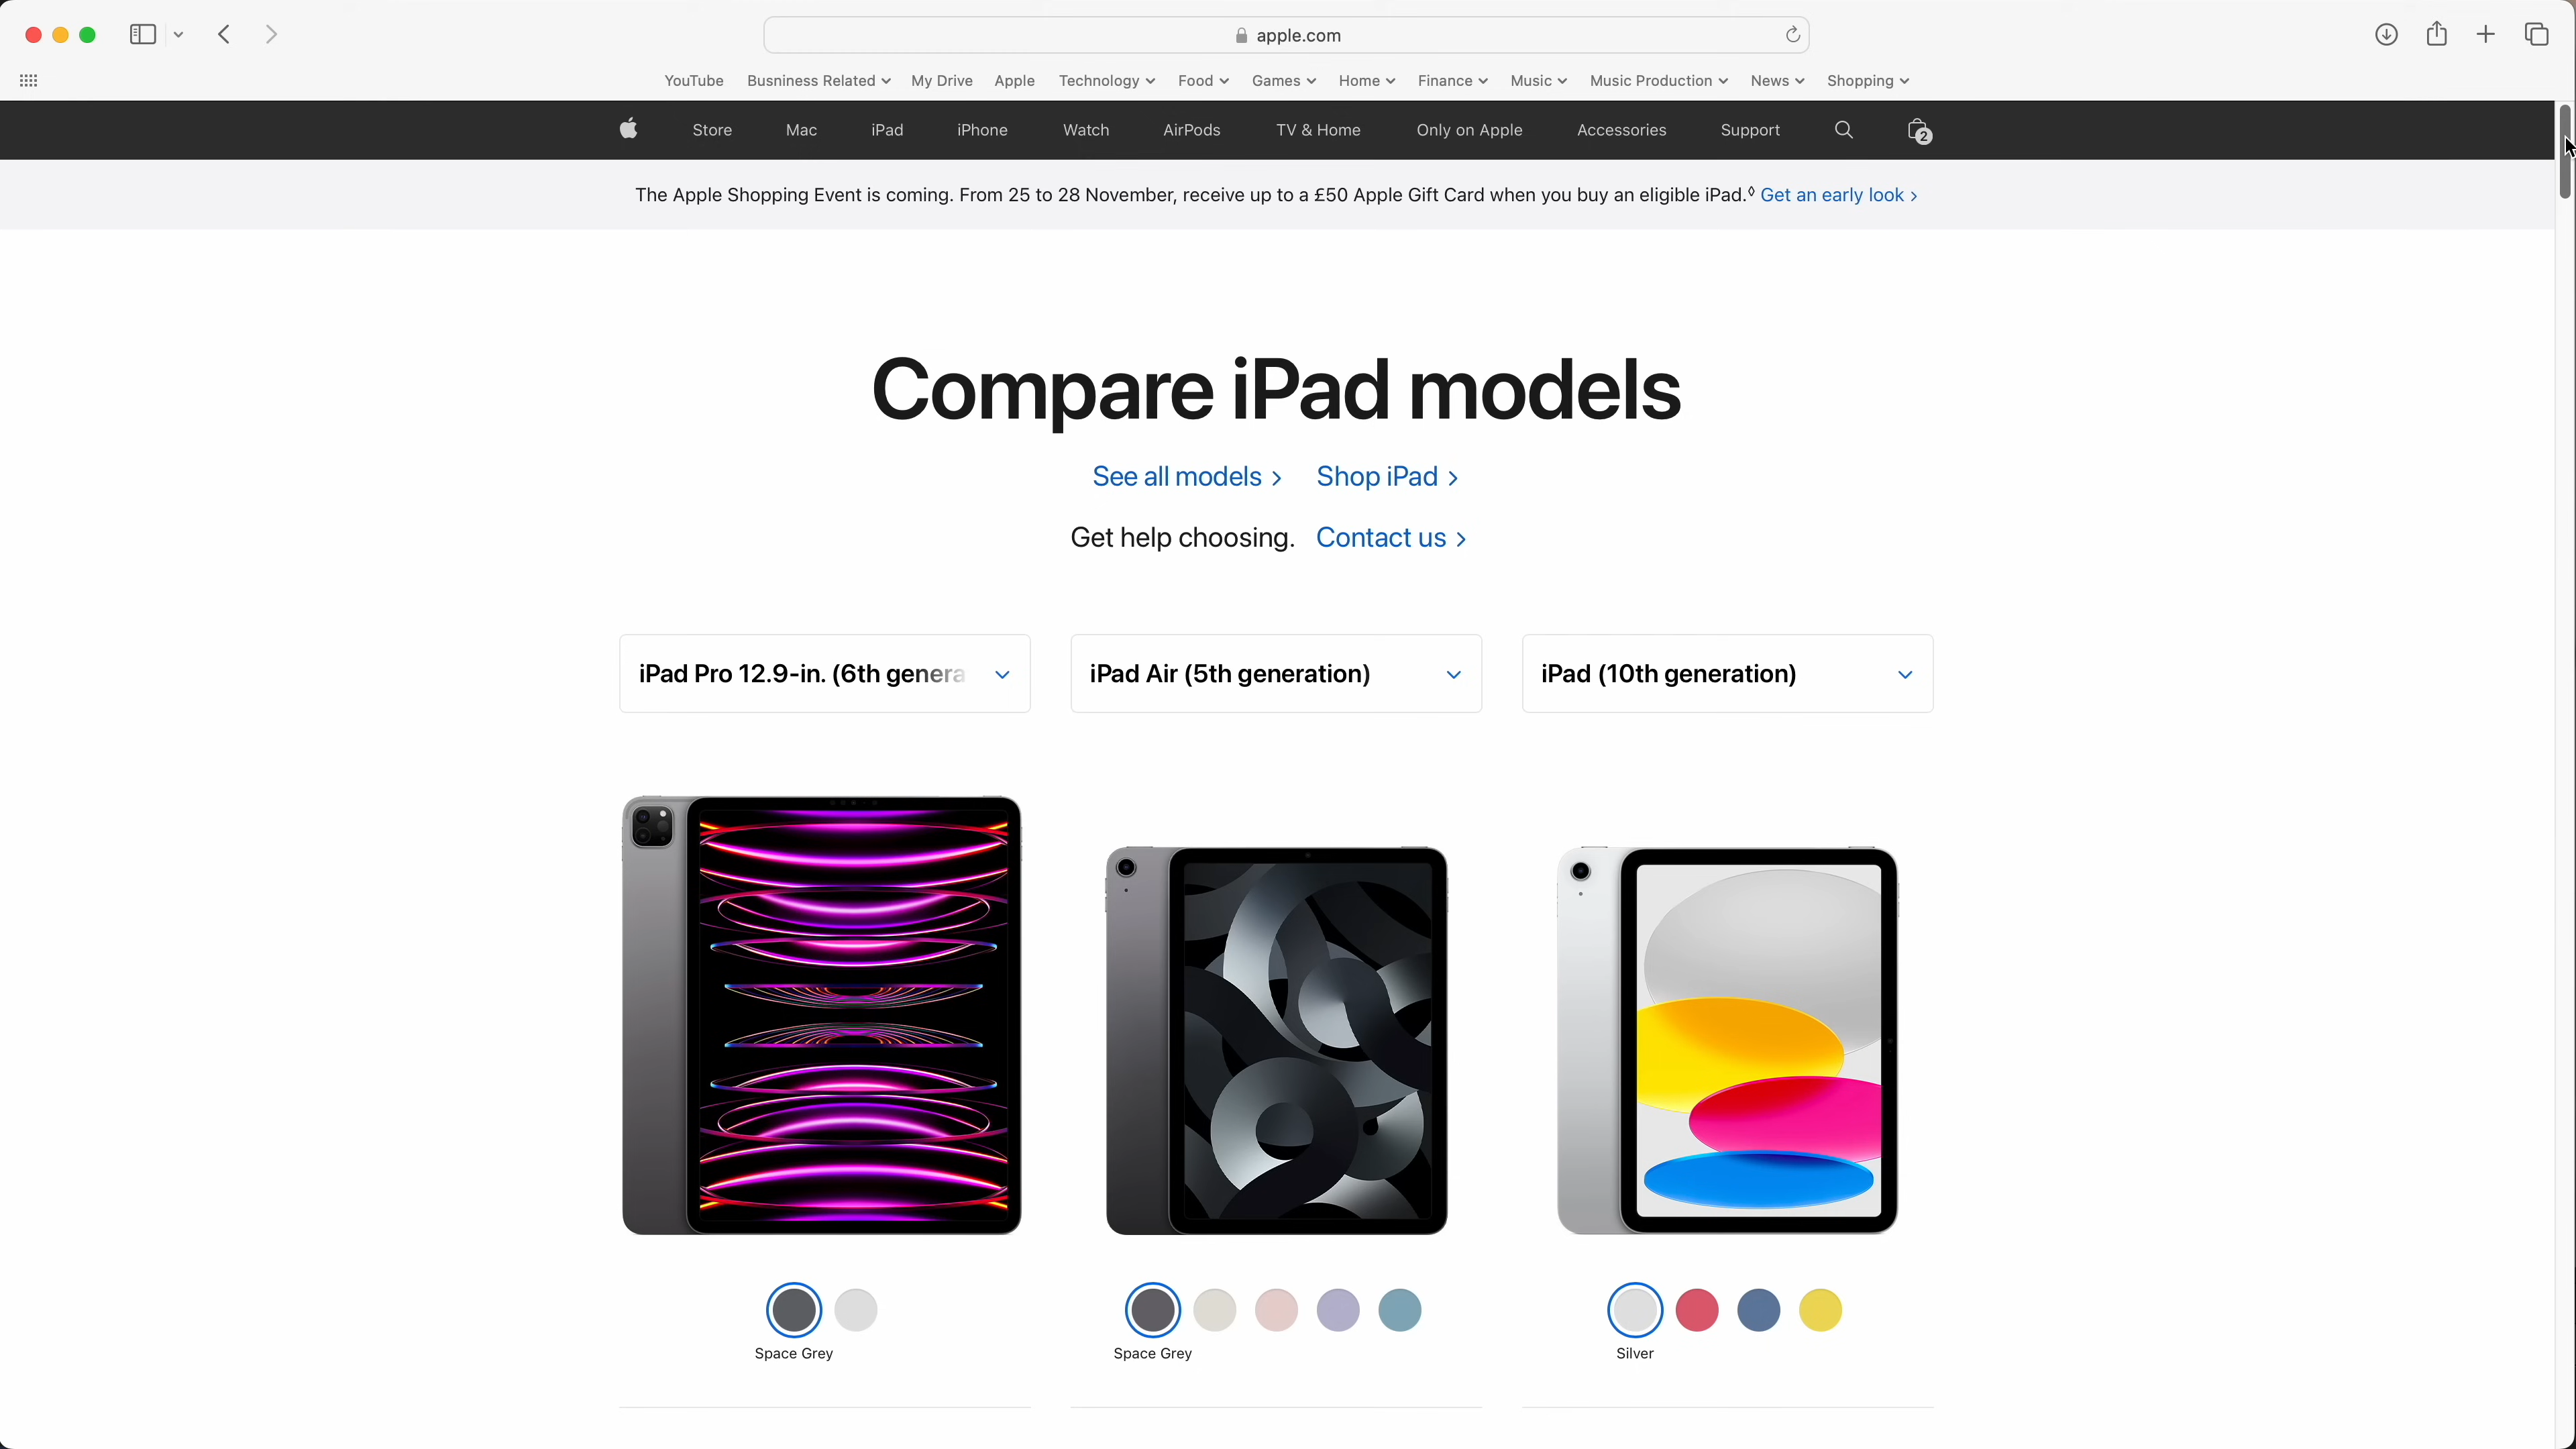 apple.com
YouTube Busniness Related My Drive Apple Technology Food Games Home Finance Music Music Production News Shopping
Store Mac iPad iPhone Watch AirPods TV & Home Only on Apple Accessories Support 2
The Apple Shopping Event is coming. From 25 to 28 November, receive up to a £50 Apple Gift Card when you buy an eligible iPad.◊ Get an early look >
Compare iPad models
See all models > Shop iPad >
Get help choosing. Contact us >
iPad Pro 12.9-in. (6th genera iPad Air (5th generation) iPad (10th generation)
Space Grey Space Grey Silver